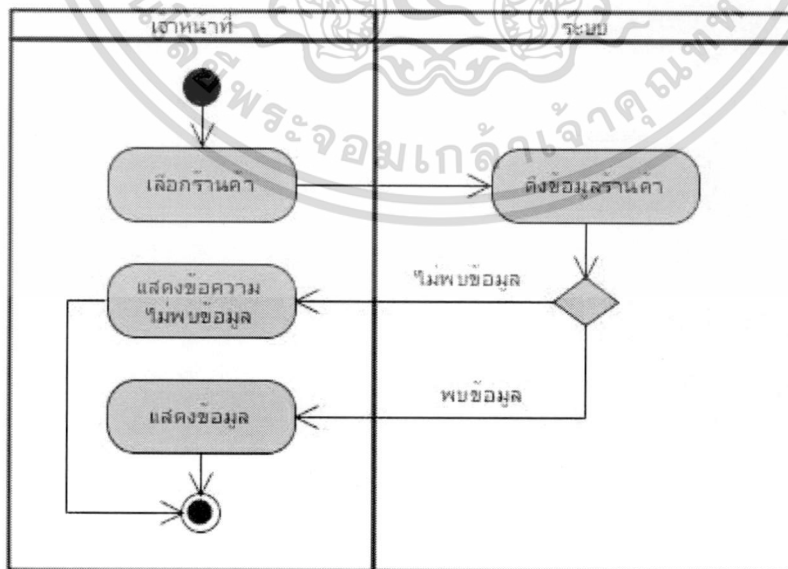 เจ้าหน้าที่
ระบบ
พระจอมเกล้าเจ้าคุณทห
เลือกร้านค้า
ดึงข้อมูลร้านค้า
แสดงข้อความ
ไม่พบข้อมูล
ไม่พบข้อมูล
แสดงข้อมูล
พบข้อมูล